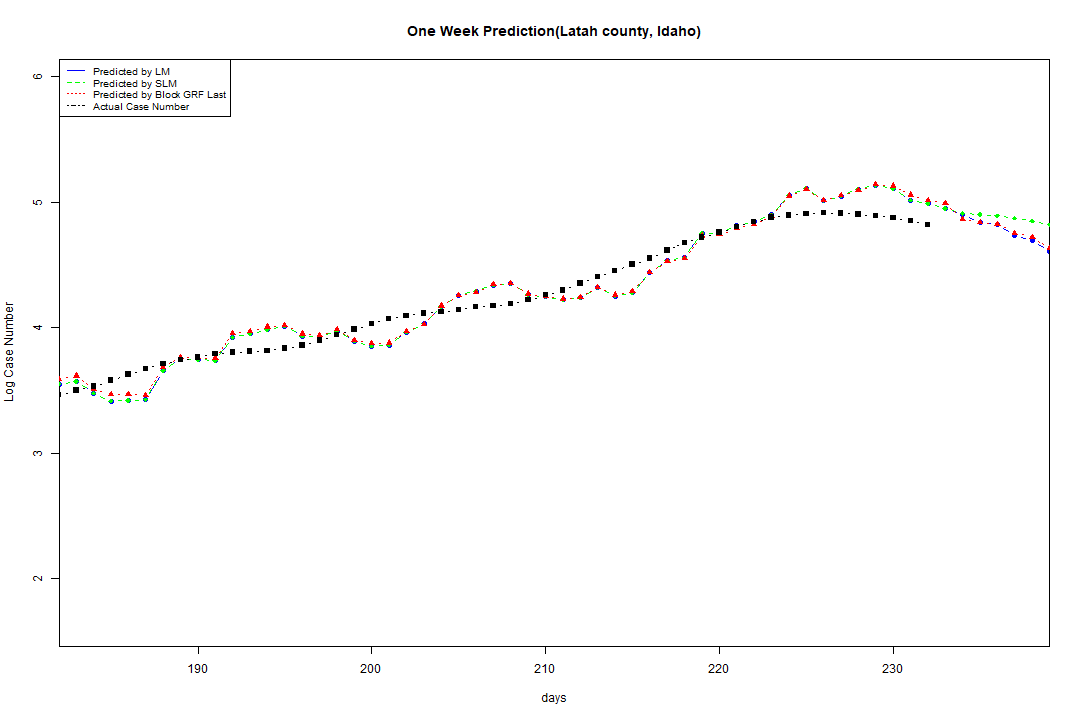 One Week Prediction(Latah county, Idaho)
Predicted by LM
Predicted by SLM
Predicted by Block GRF Last
Actual Case Number
6
5
4
3
2
Log Case Number
190
200
210
220
230
days